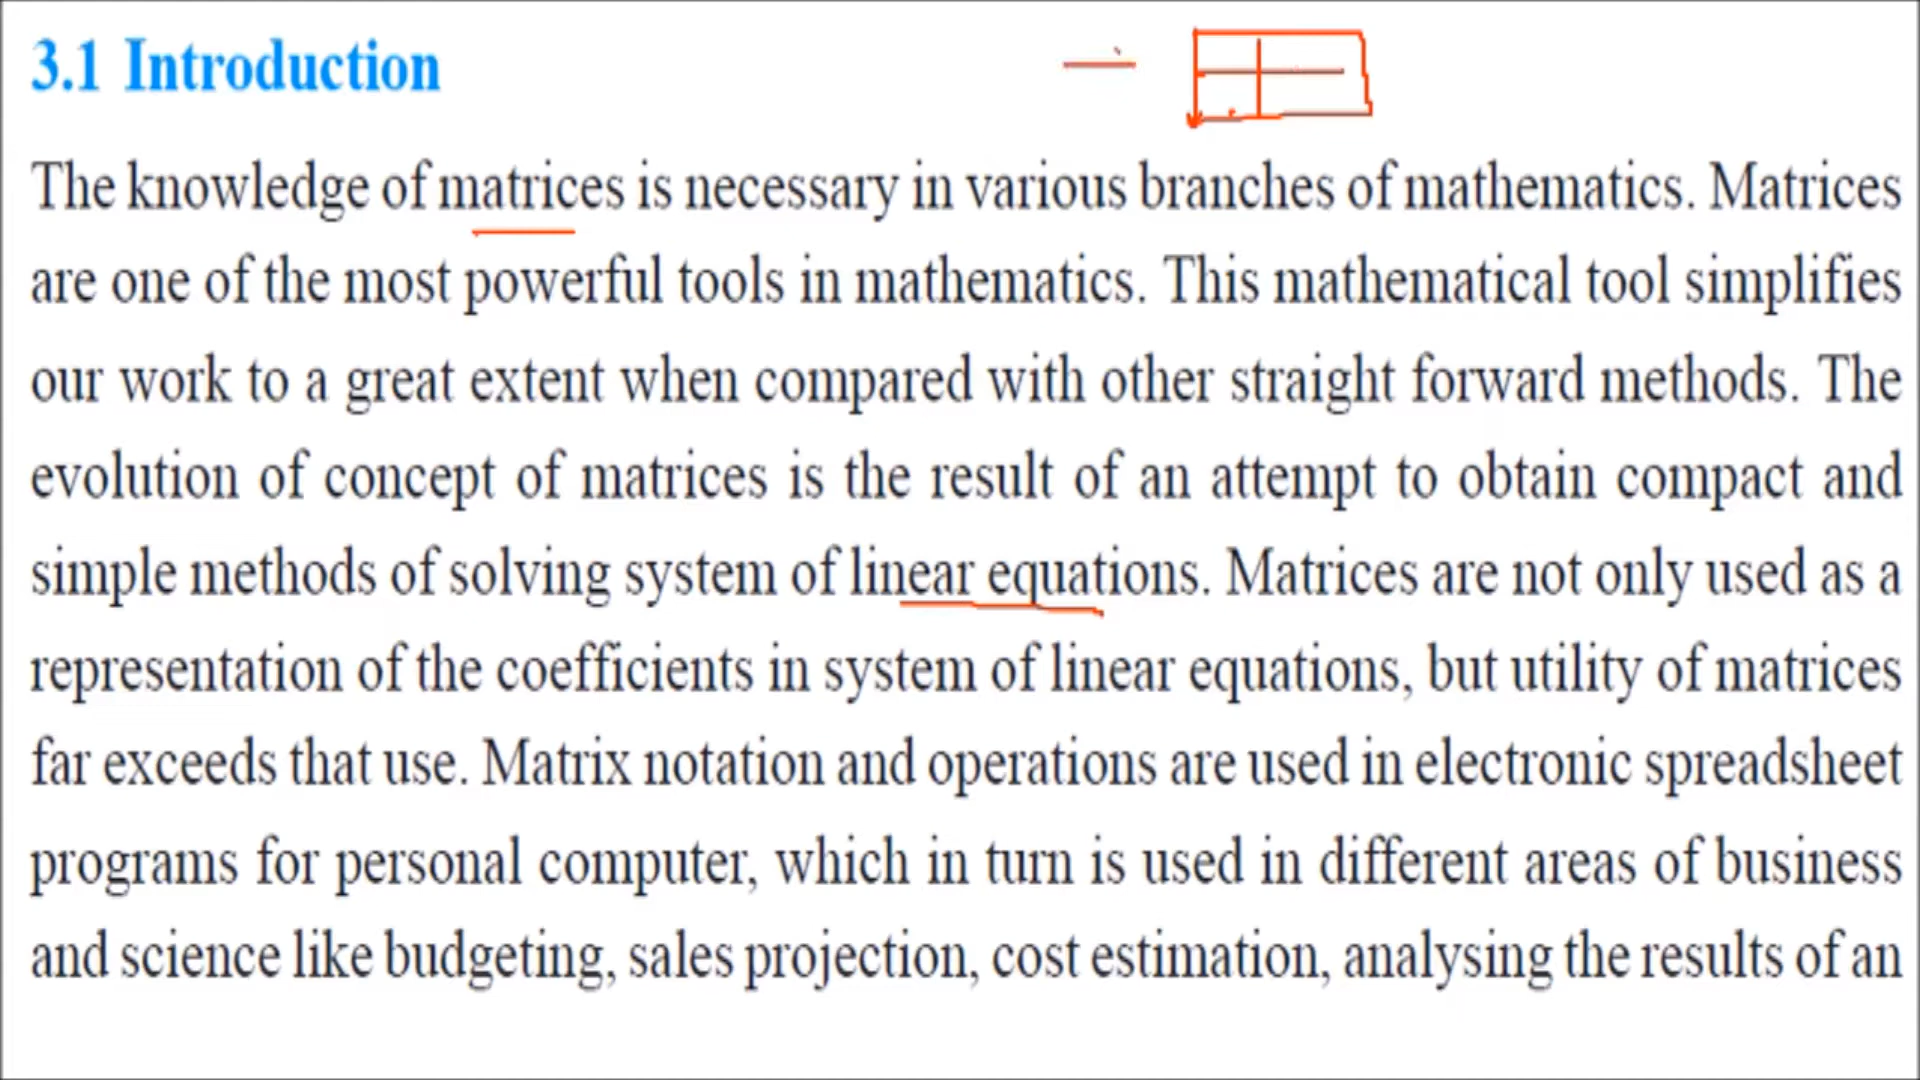 3.1 Introduction
The knowledge of matrices is necessary in various branches of mathematics. Matrices
are one of the most powerful tools in mathematics. This mathematical tool simplifies
our work to a great extent when compared with other straight forward methods. The
evolution of concept of matrices is the result of an attempt to obtain compact and
simple methods of solving system of linear equations. Matrices are not only used as a
representation of the coefficients in system of linear equations, but utility of matrices
far exceeds that use. Matrix notation and operations are used in electronic spreadsheet
programs for personal computer, which in turn is used in different areas of business
and science like budgeting, sales projection, cost estimation, analysing the results of an